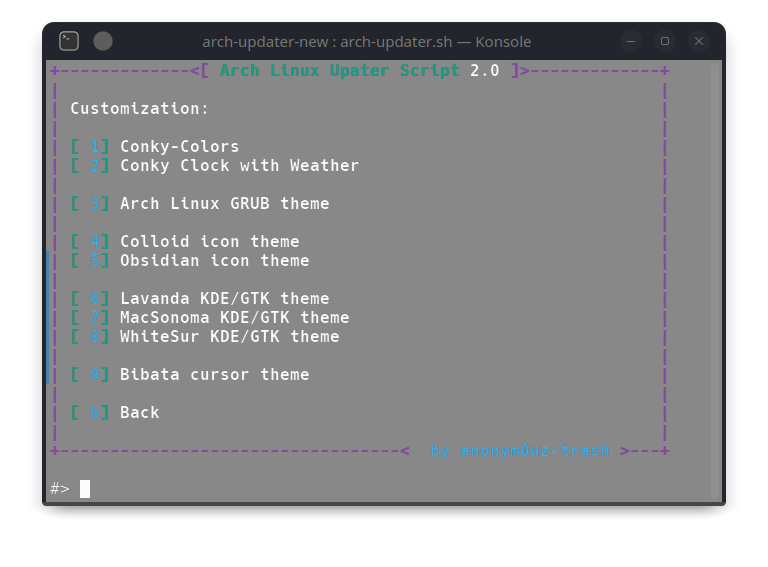 arch-updater-new : arch-updater.sh — Konsole
+-------------<[ Arch Linux Upater Script 2.0 ]>-------------+
Customization:
[ 1] Conky-Colors
[ 2] Conky Clock with Weather
[ 3] Arch Linux GRUB theme
[ 4] Colloid icon theme
[ 5] Obsidian icon theme
[ 6] Lavanda KDE/GTK theme
[ 7] MacSonoma KDE/GTK theme
[ 8] WhiteSur KDE/GTK theme
[ 9] Bibata cursor theme
[ b] Back
+----------------------------------<  by anonym0uz-trash >---+
#>